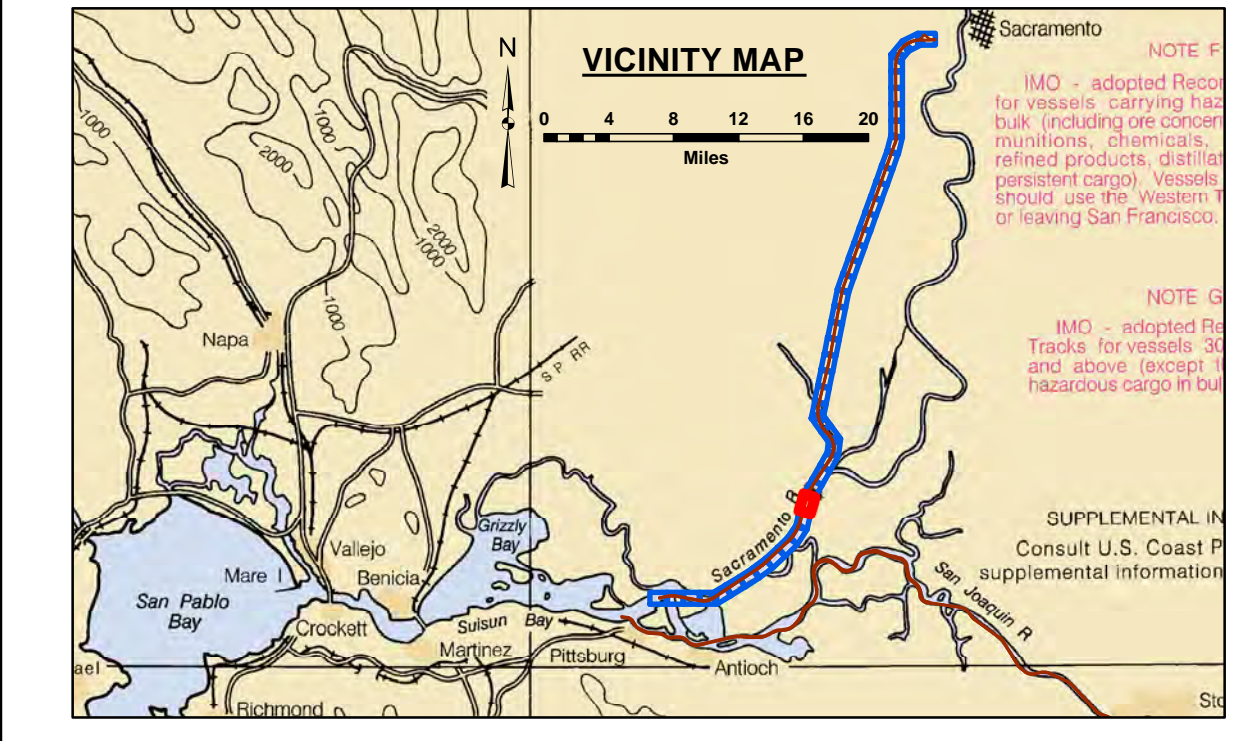 Sacramento
N
VICINITY MAP
0 4 8 12 16 20
Miles
NOTE F
IMO - adopted Recor
for vessels carrying haz
bulk (including ore concen
munitions, chemicals,
refined products, distillat
persistent cargo). Vessels
should use the Western T
or leaving San Francisco.
1000
1000
2000
2000
1000
1000
NOTE G
IMO - adopted Re
Tracks for vessels 30
and above (except
hazardous cargo in bul
Napa
S P RR
Sacramento R
SUPPLEMENTAL IN
Consult U.S. Coast P
supplemental information
Grizzly
Bay
Vallejo
Mare I
Benicia
San Pablo
Bay
San Joaquin R
Crockett
Suisun Bay
Martinez
Pittsburg
Antioch
ael
Richmond
Sto